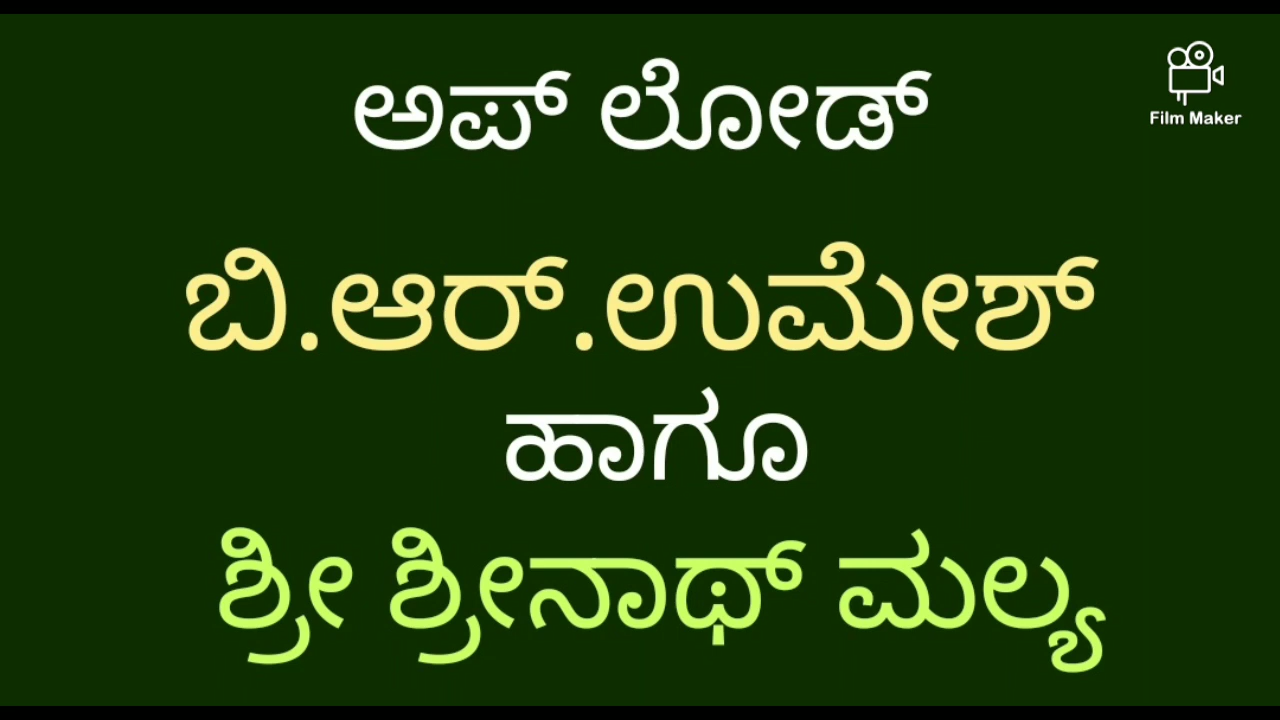 ಅಪ್ ಲೋಡ್
Film Maker
ಬಿ.ಆರ್.ಉಮೇಶ್
ಹಾಗೂ
ಶ್ರೀ ಶ್ರೀನಾಥ್ ಮಲ್ಯ